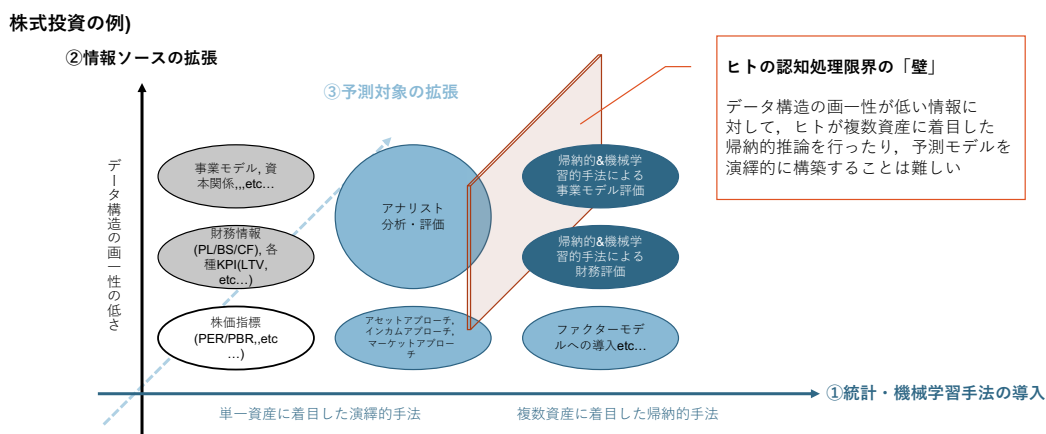 株式投資の例)
②情報ソースの拡張
③予測対象の拡張
ヒトの認知処理限界の「壁」
データ構造の画一性が低い情報に
対して，ヒトが複数資産に着目した
帰納的推論を行ったり，予測モデルを
演繹的に構築することは難しい
データ構造の画一性の低さ
事業モデル, 資
本関係,,,etc…
アナリスト
分析・評価
帰納的&機械学
習的手法による
事業モデル評価
財務情報
(PL/BS/CF), 各
種KPI(LTV,
etc…)
帰納的&機械学
習的手法による
財務評価
株価指標
(PER/PBR,,etc
…)
アセットアプローチ,
インカムアプローチ,
マーケットアプロー
チ
ファクターモデ
ルへの導入etc…
①統計・機械学習手法の導入
単一資産に着目した演繹的手法
複数資産に着目した帰納的手法